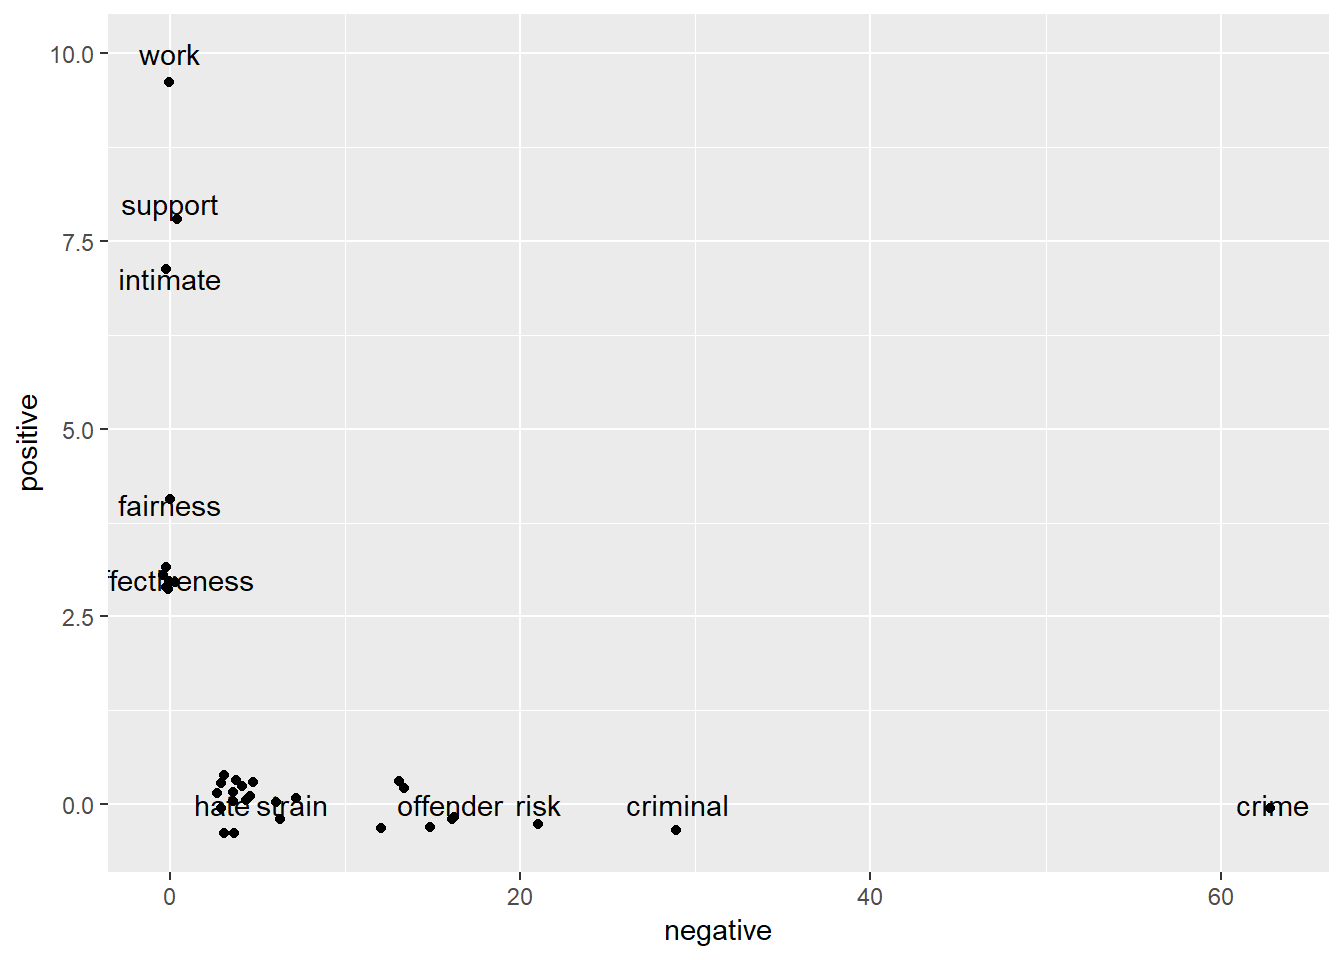 10.0
work
support
7.5
intimate
5.0
positive
fairness
ffectiveness
2.5
0.0
hate strain offender risk criminal crime
0 20 40 60
negative